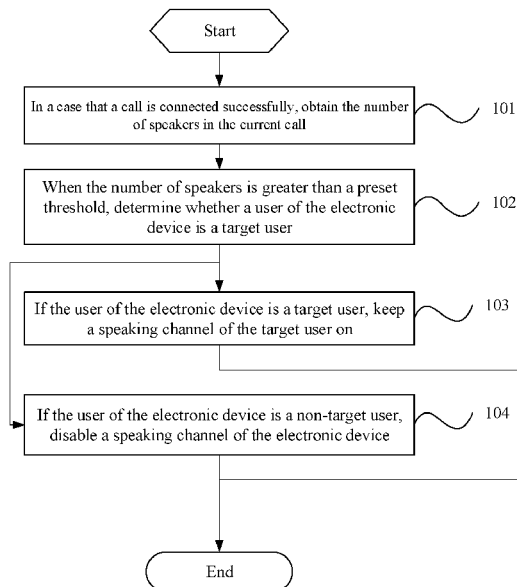 Start
In a case that a call is connected successfully, obtain the number
of speakers in the current call
101
When the number of speakers is greater than a preset
threshold, determine whether a user of the electronic
device is a target user
102
If the user of the electronic device is a target user, keep
a speaking channel of the target user on
103
If the user of the electronic device is a non-target user,
disable a speaking channel of the electronic device
104
End